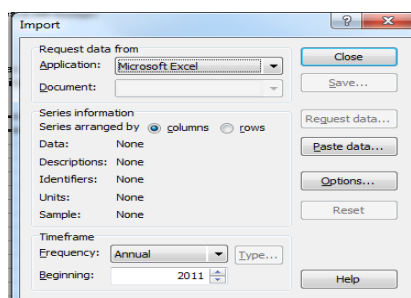 Import
Request data from
Application: Microsoft Excel
Document:
Close
Save...
Series information
Series arranged by columns rows
Data: None
Descriptions: None
Identifiers: None
Units: None
Sample: None
Request data...
Paste data...
Options...
Reset
Timeframe
Frequency: Annual Type...
Beginning: 2011
Help